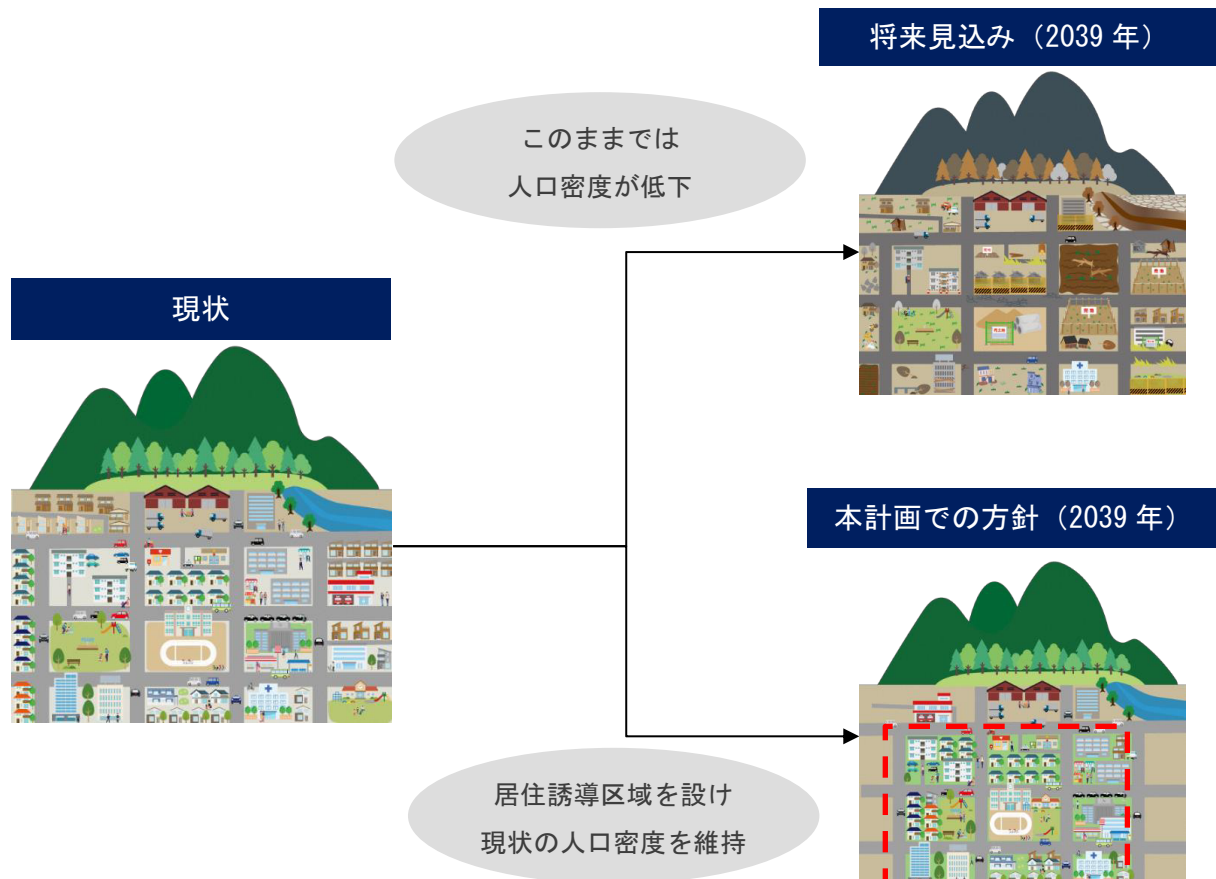 将来見込み（2039 年）
このままでは
人口密度が低下
現状
本計画での方針（2039 年）
居住誘導区域を設け
現状の人口密度を維持